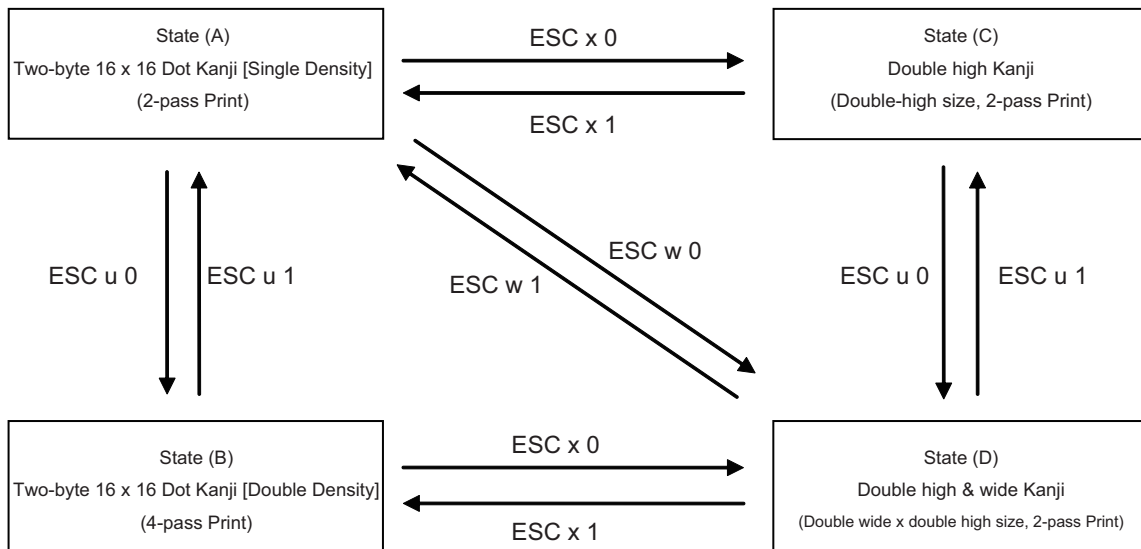 State (A)
Two-byte 16 x 16 Dot Kanji [Single Density]
(2-pass Print)
ESC x 0
ESC x 1
State (C)
Double high Kanji
(Double-high size, 2-pass Print)
ESC u 0
ESC u 1
ESC w 0
ESC w 1
ESC u 0
ESC u 1
State (B)
Two-byte 16 x 16 Dot Kanji [Double Density]
(4-pass Print)
ESC x 0
ESC x 1
State (D)
Double high & wide Kanji
(Double wide x double high size, 2-pass Print)